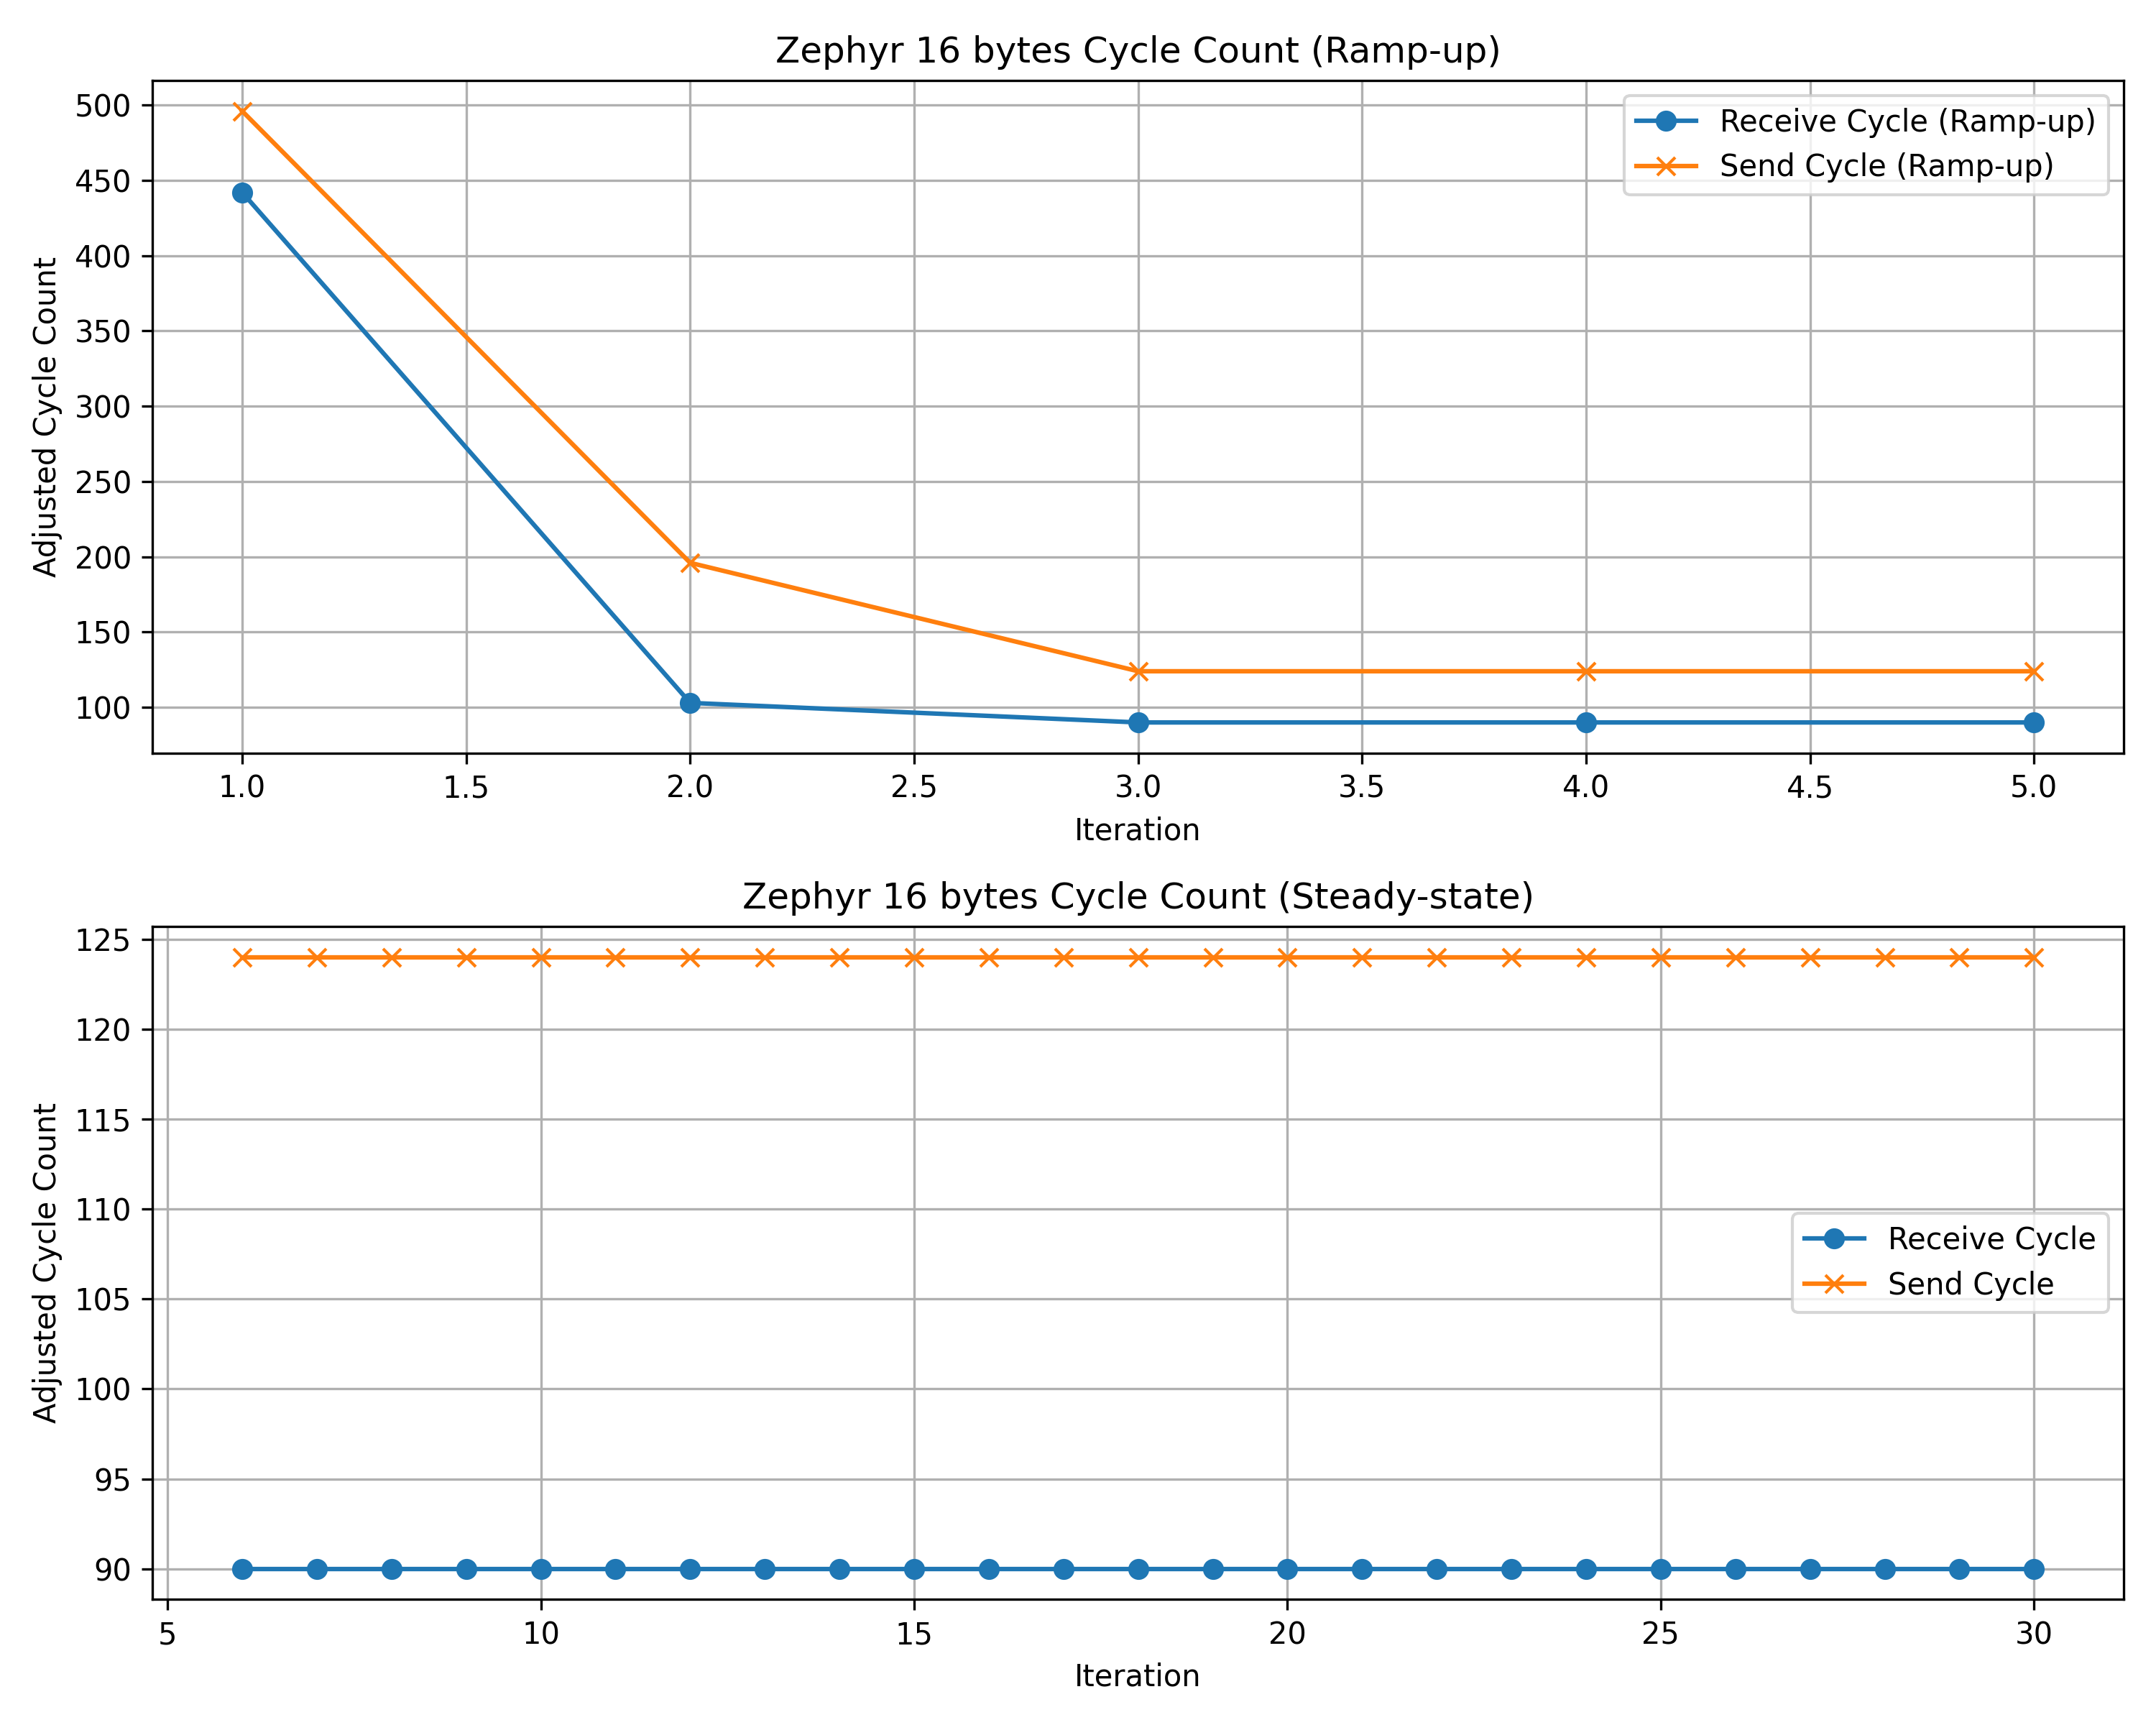 Zephyr 16 bytes Cycle Count (Ramp-up)
Adjusted Cycle Count
500
450
400
350
300
250
200
150
100
Receive Cycle (Ramp-up)
Send Cycle (Ramp-up)
1.0 1.5 2.0 2.5 3.0 3.5 4.0 4.5 5.0
Iteration
Zephyr 16 bytes Cycle Count (Steady-state)
Adjusted Cycle Count
125
120
115
110
105
100
95
90
Receive Cycle
Send Cycle
5 10 15 20 25 30
Iteration